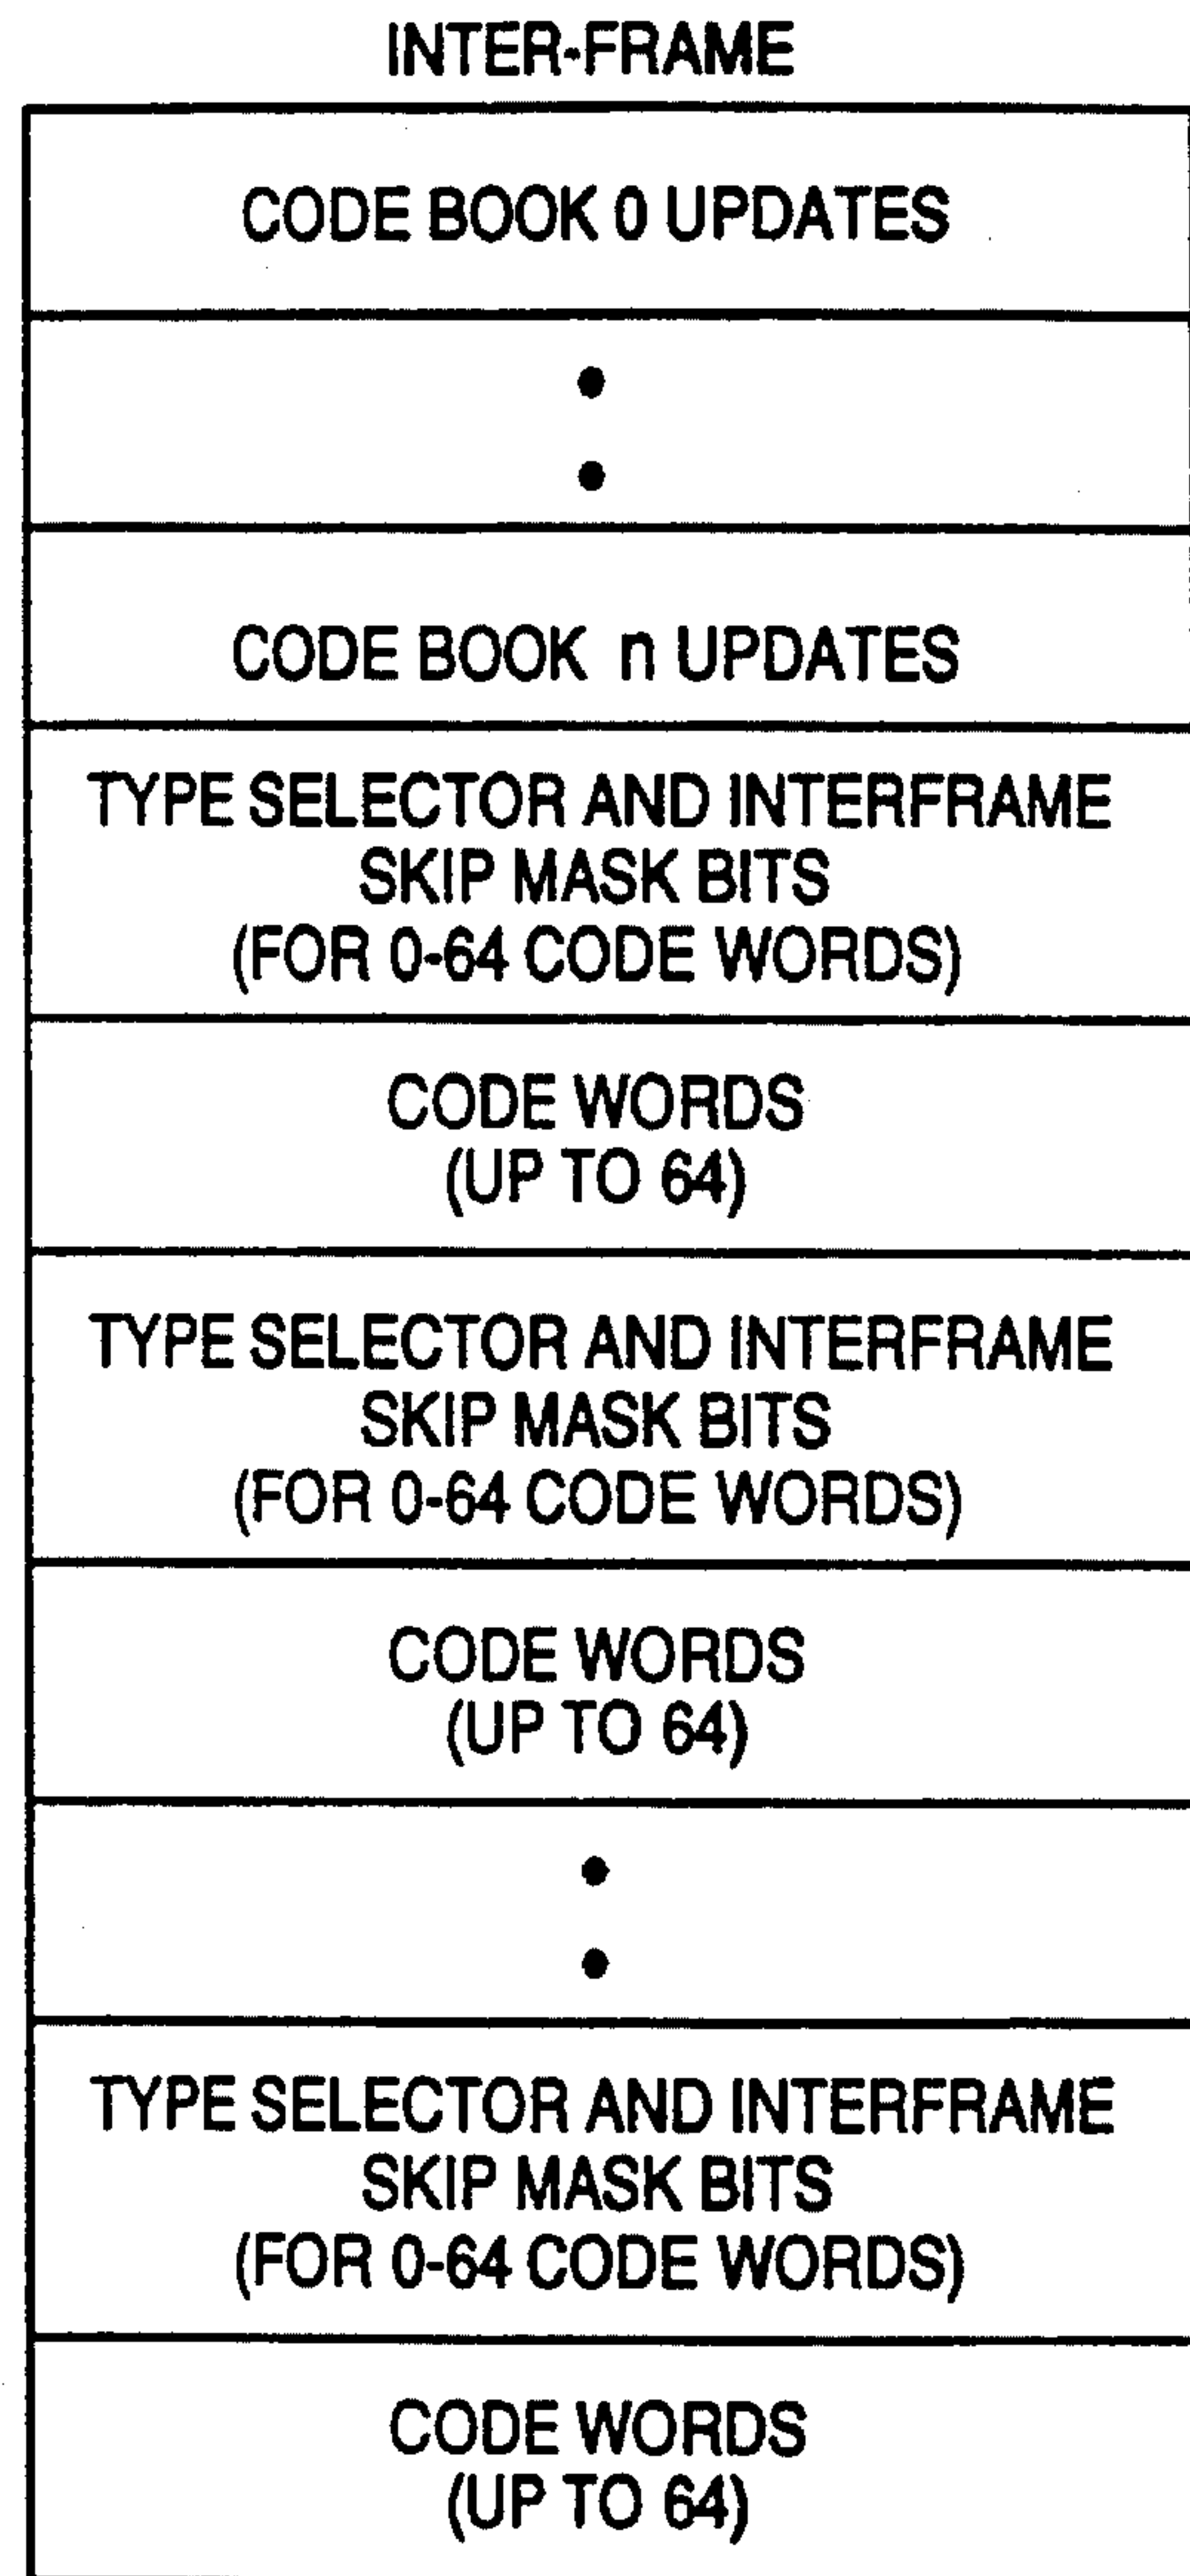 INTER-FRAME
CODE BOOK 0 UPDATES
CODE BOOK n UPDATES
TYPE SELECTOR AND INTERFRAME
SKIP MASK BITS
(FOR 0-64 CODE WORDS)
CODE WORDS
(UP TO 64)
TYPE SELECTOR AND INTERFRAME
SKIP MASK BITS
(FOR 0-64 CODE WORDS)
CODE WORDS
(UP TO 64)
TYPE SELECTOR AND INTERFRAME
SKIP MASK BITS
(FOR 0-64 CODE WORDS)
CODE WORDS
(UP TO 64)